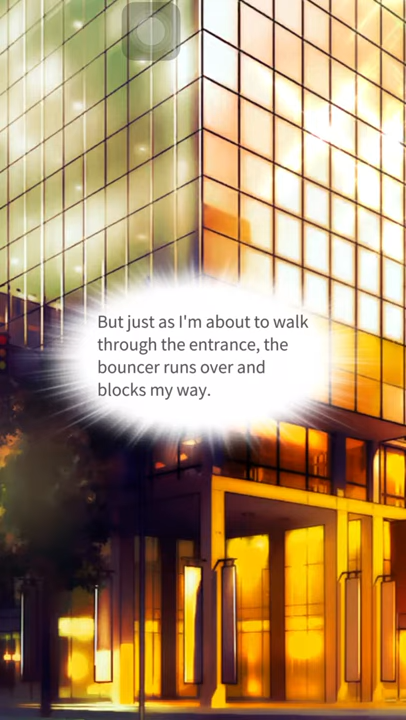 But just as I'm about to walk
through the entrance, the
bouncer runs over and
blocks my way.